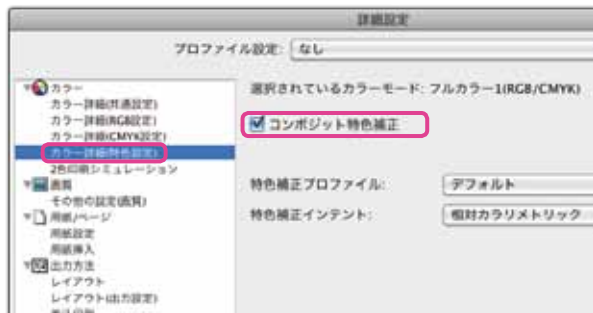 詳細設定
プロファイル設定: なし
カラー
カラー詳細(共通設定)
カラー詳細(RGB設定)
カラー詳細(CMYK設定)
カラー詳細(特色設定)
2色印刷シミュレーション
画質
その他の設定(画質)
用紙/ページ
用紙設定
用紙挿入
出力方法
レイアウト
レイアウト(出力設定)
選択されているカラーモード: フルカラー1(RGB/CMYK)
コンポジット特色補正
特色補正プロファイル: デフォルト
特色補正インテント: 相対カラリメトリック